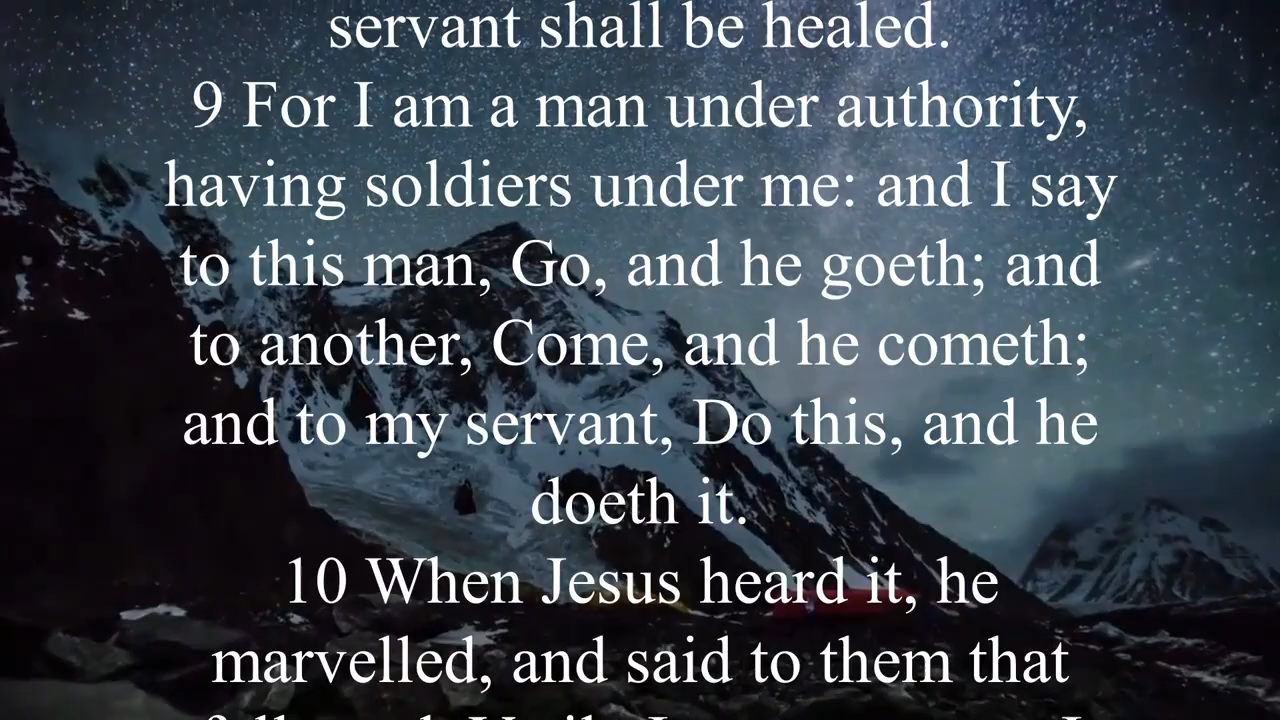 servant shall be healed.
9 For I am a man under authority,
having soldiers under me: and I say
to this man, Go, and he goeth; and
to another, Come, and he cometh;
and to my servant, Do this, and he
doeth it.
10 When Jesus heard it, he
marvelled, and said to them that